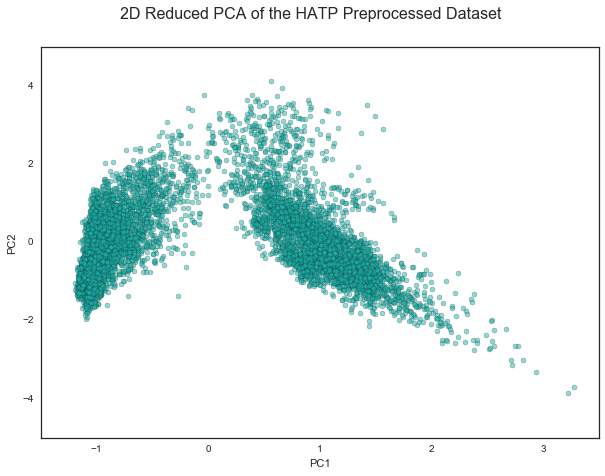 2D Reduced PCA of the HATP Preprocessed Dataset
4
2
0
−2
−4
PC2
−1 0 1 2 3
PC1